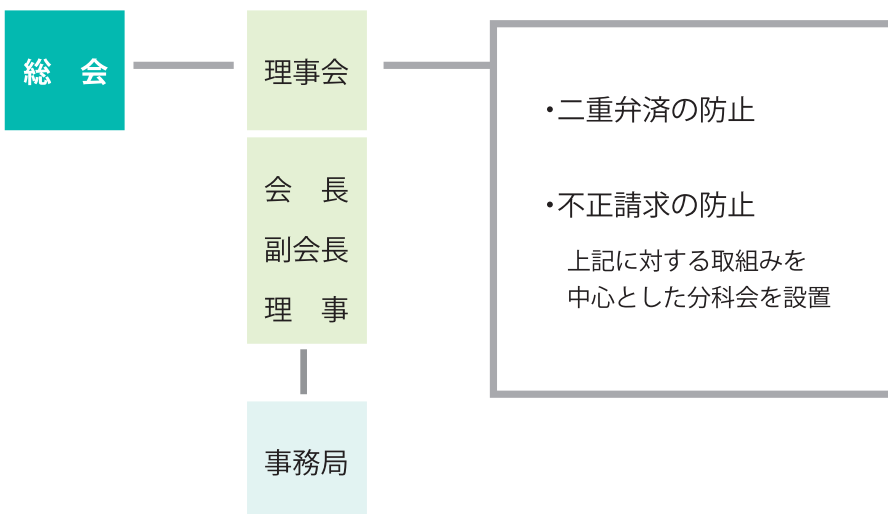 総　会
理事会
会　長
副会長
理　事
事務局
・二重弁済の防止
・不正請求の防止
上記に対する取組みを
中心とした分科会を設置